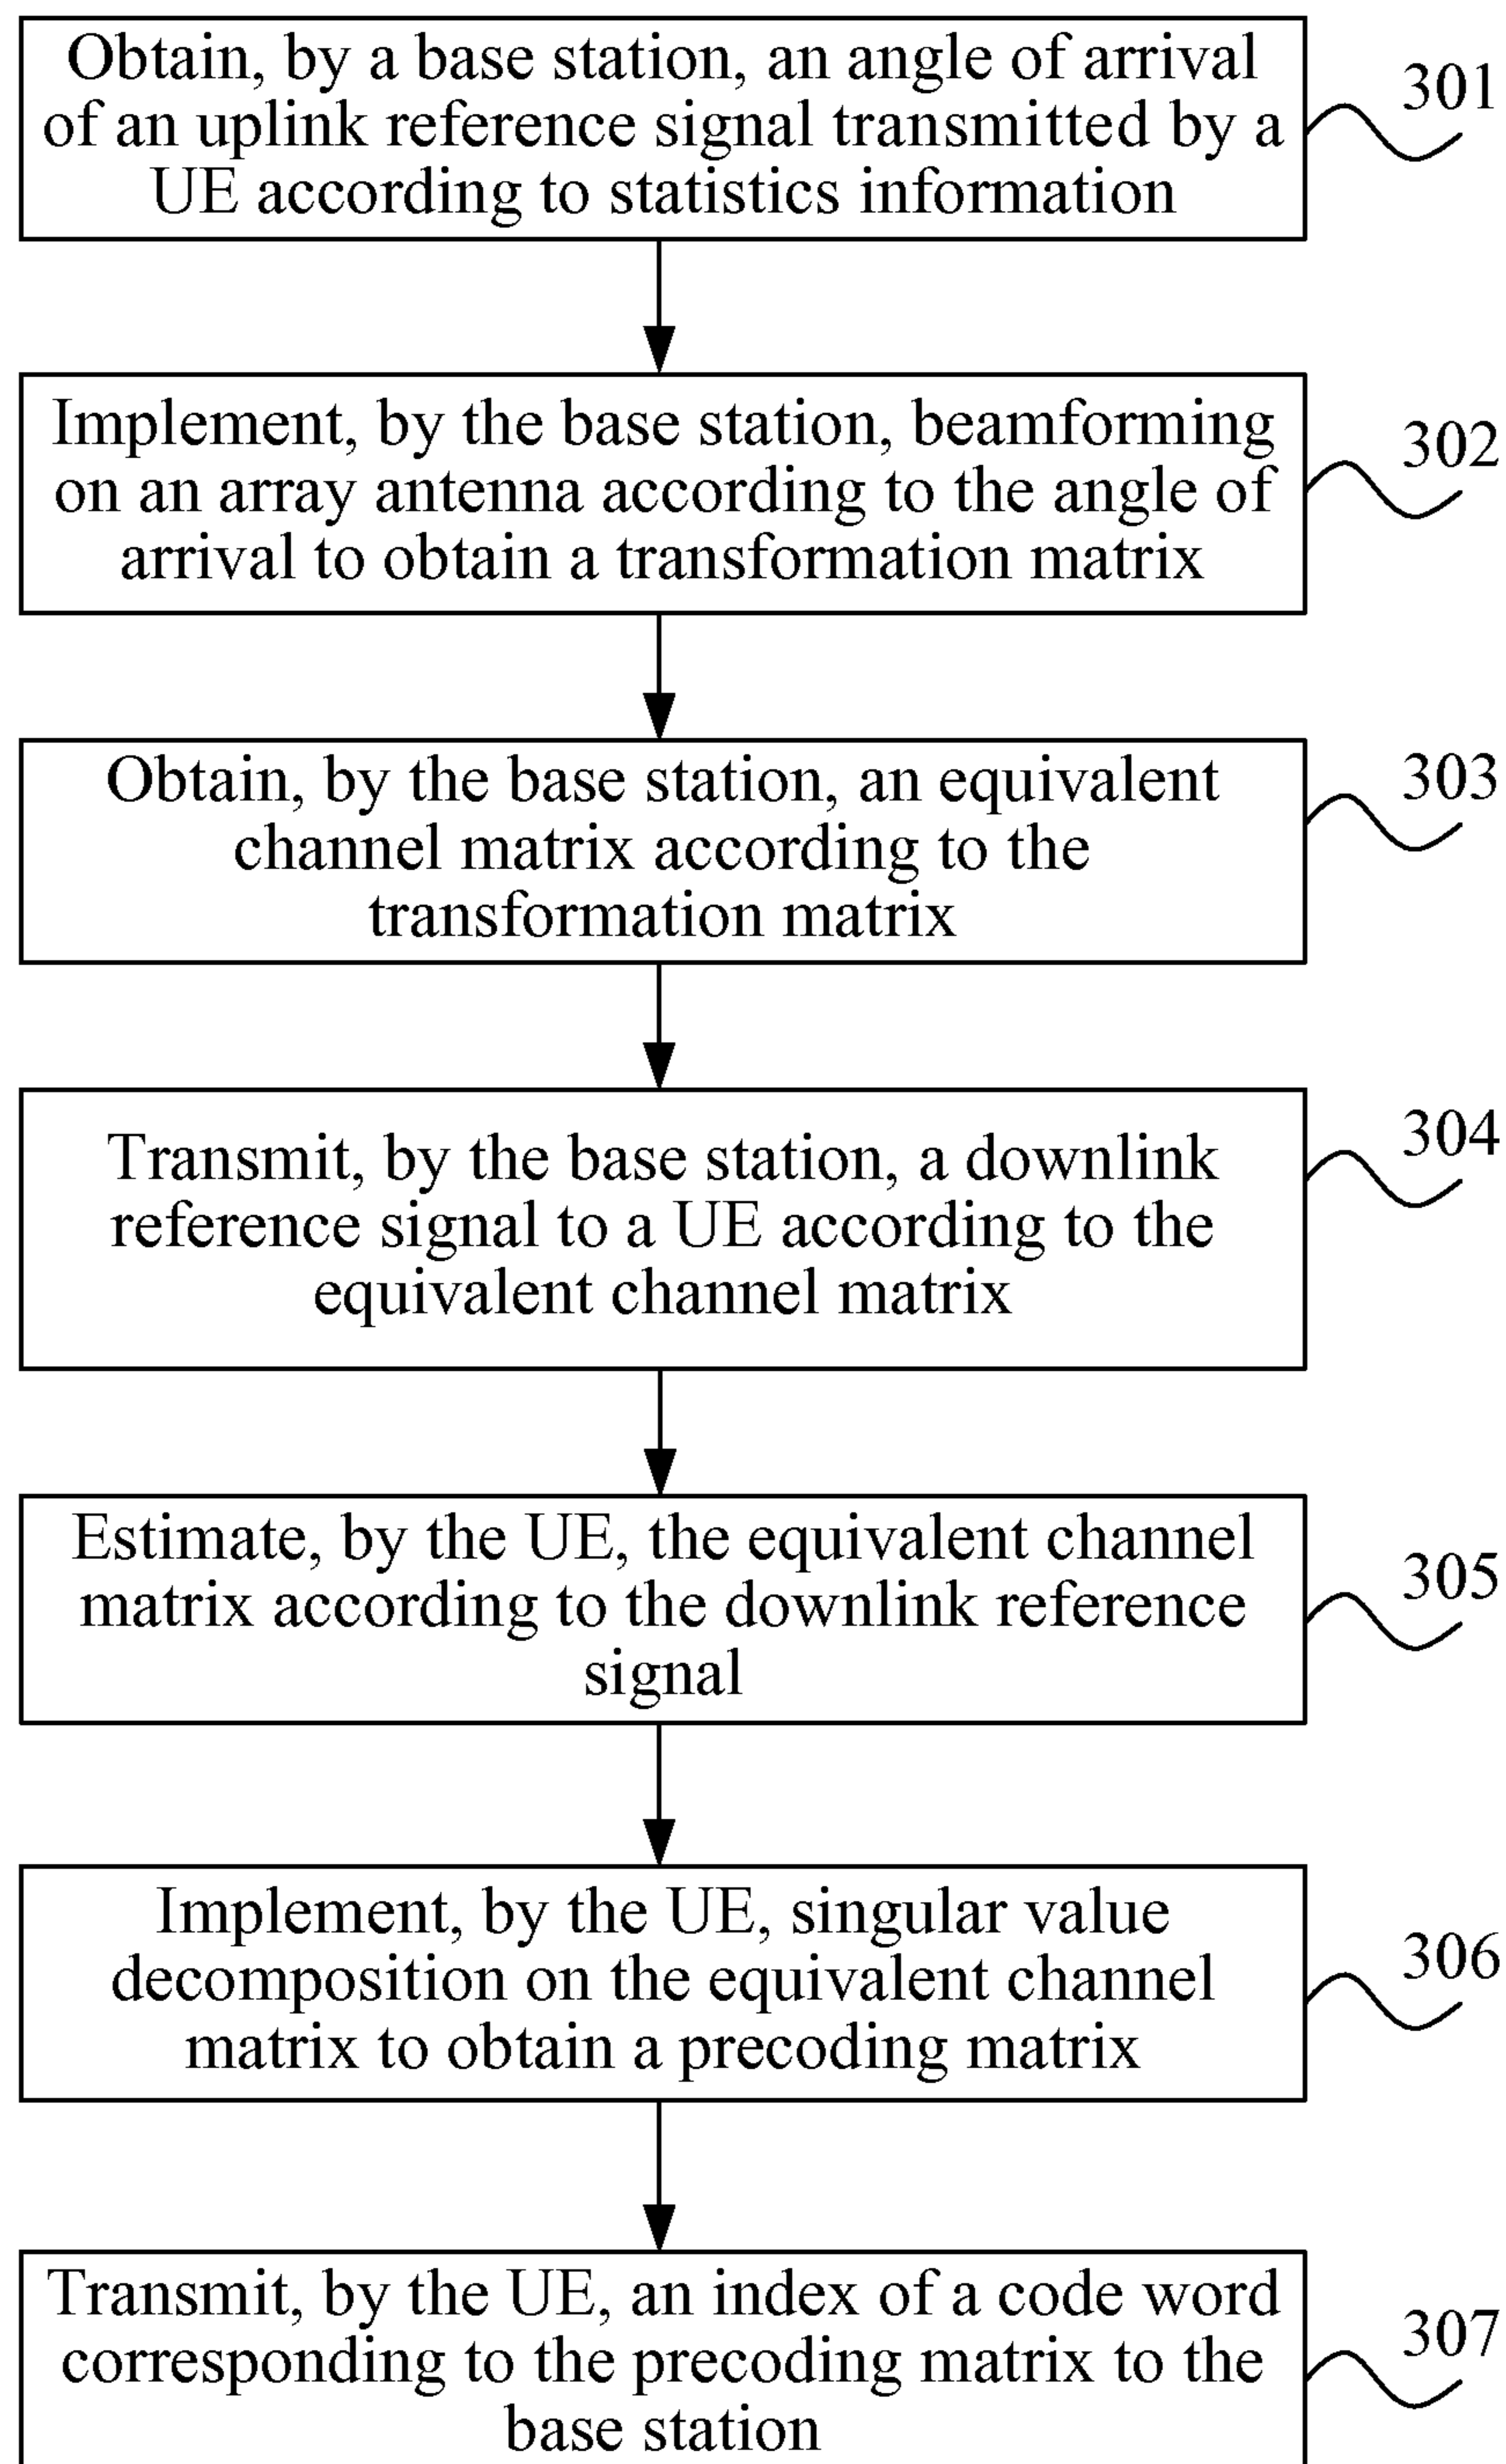 Obtain, by a base station, an angle of arrival
of an uplink reference signal transmitted by a
UE according to statistics information
301
Implement, by the base station, beamforming
on an array antenna according to the angle of
arrival to obtain a transformation matrix
302
Obtain, by the base station, an equivalent
channel matrix according to the
transformation matrix
303
Transmit, by the base station, a downlink
reference signal to a UE according to the
equivalent channel matrix
304
Estimate, by the UE, the equivalent channel
matrix according to the downlink reference
signal
305
Implement, by the UE, singular value
decomposition on the equivalent channel
matrix to obtain a precoding matrix
306
Transmit, by the UE, an index of a code word
corresponding to the precoding matrix to the
base station
307